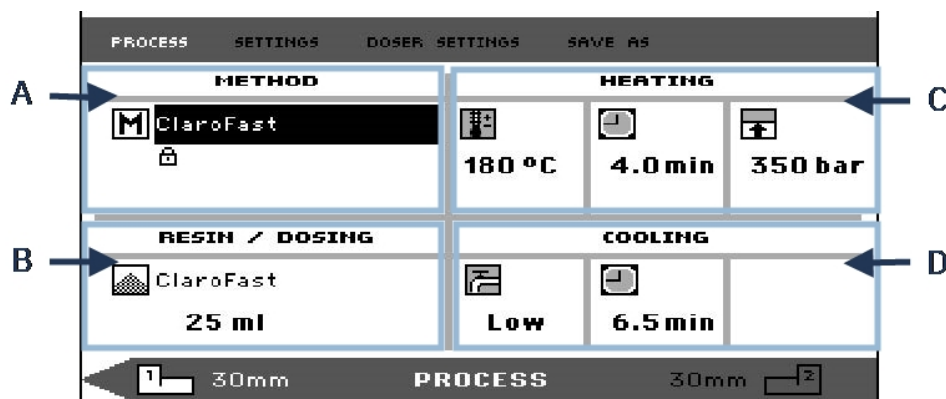 PROCESS SETTINGS DOSER SETTINGS SAVE AS
A
METHOD
M ClaroFast
HEATING
180 ºC 4.0 min 350 bar
C
B
RESIN / DOSING
ClaroFast
25 ml
COOLING
Low 6.5 min
D
1 30mm PROCESS 30mm 2